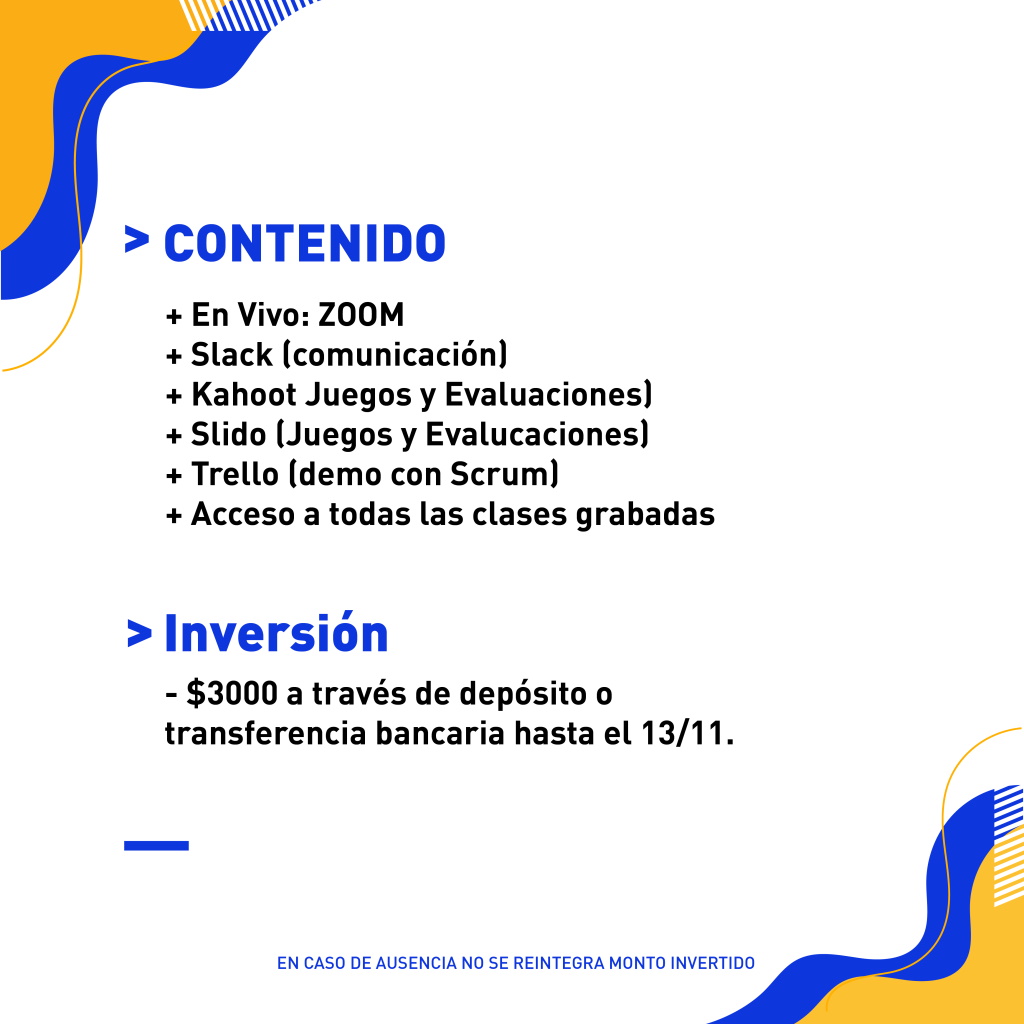 > CONTENIDO
+ En Vivo: ZOOM
+ Slack (comunicación)
+ Kahoot Juegos y Evaluaciones)
+ Slido (Juegos y Evalucaciones)
+ Trello (demo con Scrum)
+ Acceso a todas las clases grabadas
> Inversión
- $3000 a través de depósito o
transferencia bancaria hasta el 13/11.
EN CASO DE AUSENCIA NO SE REINTEGRA MONTO INVERTIDO